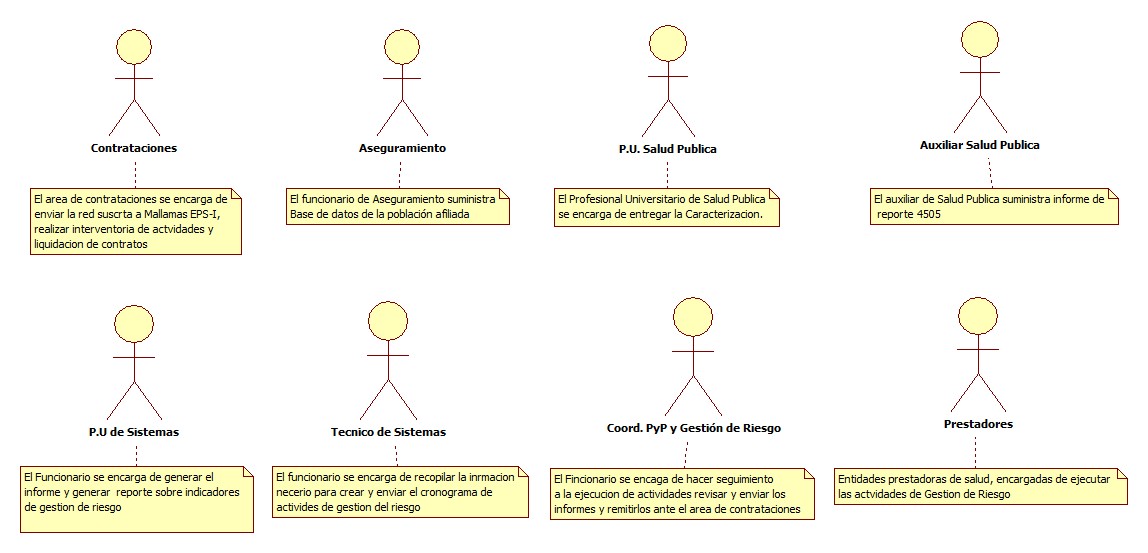 Contrataciones
El area de contrataciones se encarga de
enviar la red suscrta a Mallamas EPS-I,
realizar interventoria de actvidades y
liquidacion de contratos
Aseguramiento
El funcionario de Aseguramiento suministra
Base de datos de la población afiliada
P.U. Salud Publica
El Profesional Universitario de Salud Publica
se encarga de entregar la Caracterizacion.
Auxiliar Salud Publica
El auxiliar de Salud Publica suministra informe de
reporte 4505
P.U de Sistemas
El Funcionario se encarga de generar el
informe y generar reporte sobre indicadores
de gestion de riesgo
Tecnico de Sistemas
El funcionario se encarga de recopilar la inrmacion
necerio para crear y enviar el cronograma de
activides de gestion del riesgo
Coord. PyP y Gestión de Riesgo
El Fincionario se encaga de hacer seguimiento
a la ejecucion de actividades revisar y enviar los
informes y remitirlos ante el area de contrataciones
Prestadores
Entidades prestadoras de salud, encargadas de ejecutar
las actvdades de Gestion de Riesgo